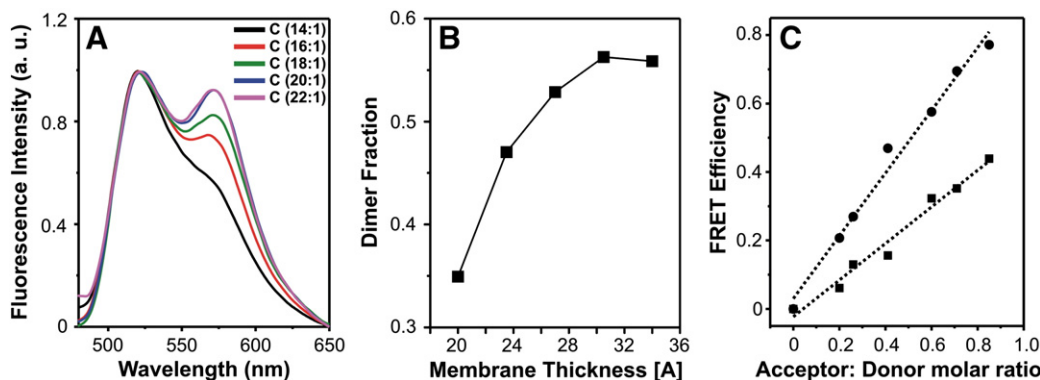 A
C (14:1)
C (16:1)
C (18:1)
C (20:1)
C (22:1)
Fluorescence Intensity (a. u.)
1.2
0.8
0.4
0
500 550 600 650
Wavelength (nm)
B
Dimer Fraction
0.6
0.5
0.4
0.3
20 24 28 32 36
Membrane Thickness [A]
C
FRET Efficiency
0.8
0.6
0.4
0.2
0
0 0.2 0.4 0.6 0.8 1.0
Acceptor: Donor molar ratio